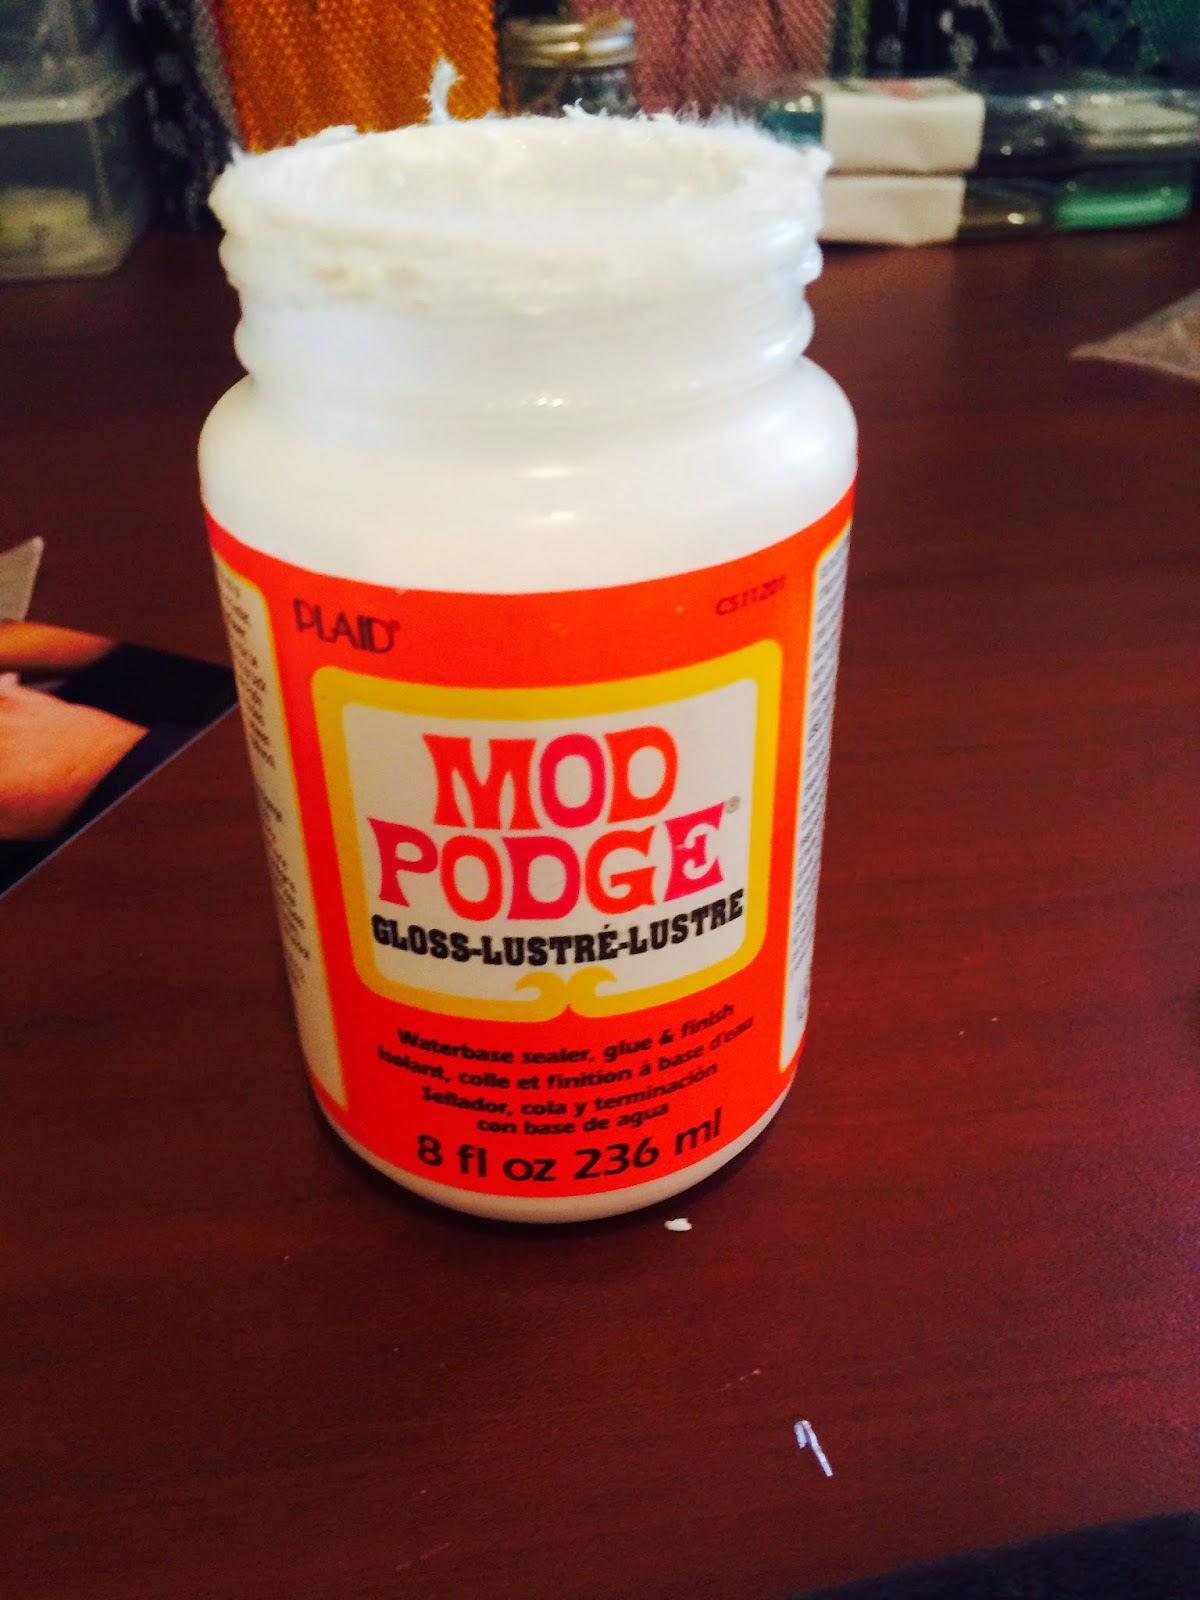 PLAID®
CS11201
MOD
PODGE®
GLOSS-LUSTRÉ-LUSTRE
Waterbase sealer, glue & finish
Isolant, colle et finition à base d'eau
Sellador, cola y terminación
con base de agua
8 fl oz 236 ml